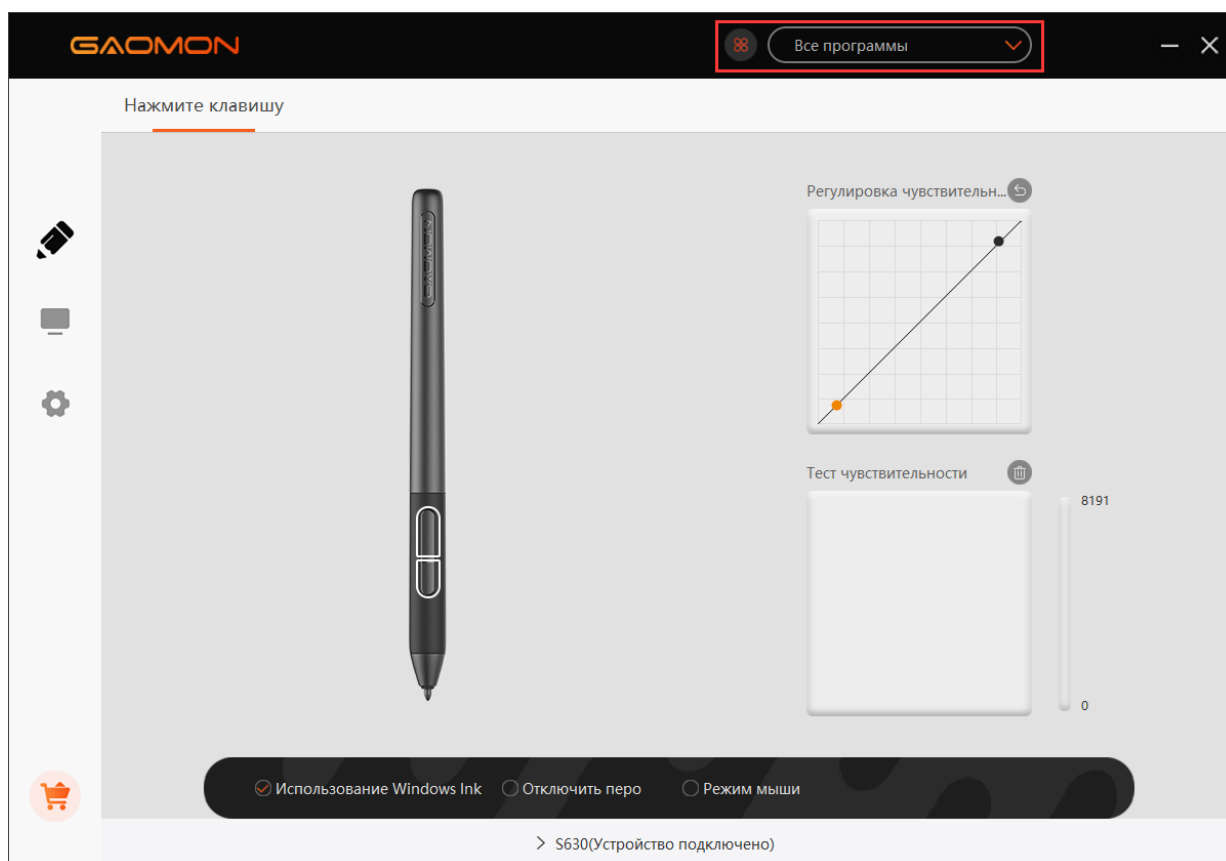 GAOMON
Все программы
Нажмите клавишу
GAOMON
Регулировка чувствительн...
Тест чувствительности
8191
0
Использование Windows Ink
Отключить перо
Режим мыши
S630(Устройство подключено)